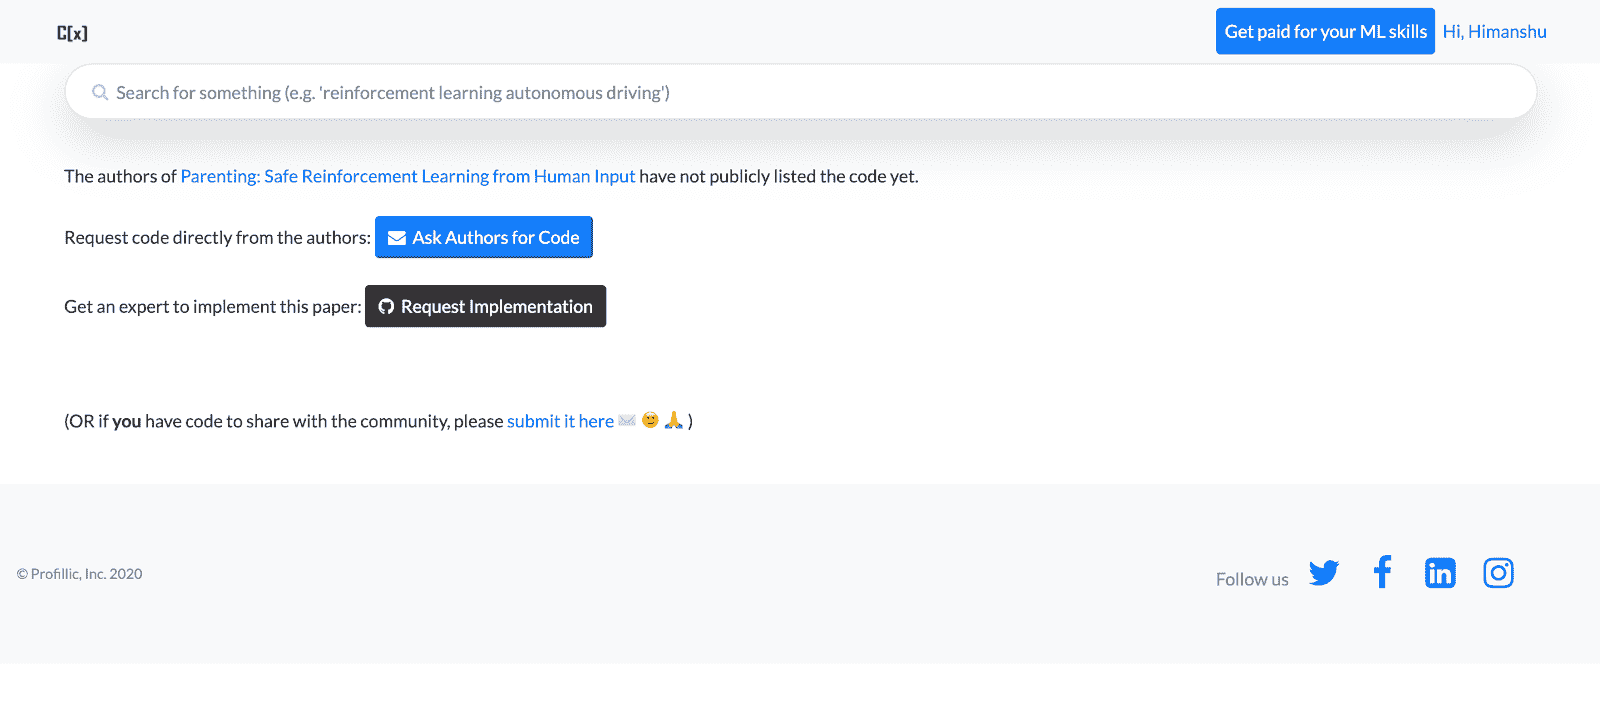 C[x]
Get paid for your ML skills Hi, Himanshu
Search for something (e.g. 'reinforcement learning autonomous driving')
The authors of Parenting: Safe Reinforcement Learning from Human Input have not publicly listed the code yet.
Request code directly from the authors: Ask Authors for Code
Get an expert to implement this paper: Request Implementation
(OR if you have code to share with the community, please submit it here ✉️ 🙂 🙏 )
© Profillic, Inc. 2020
Follow us